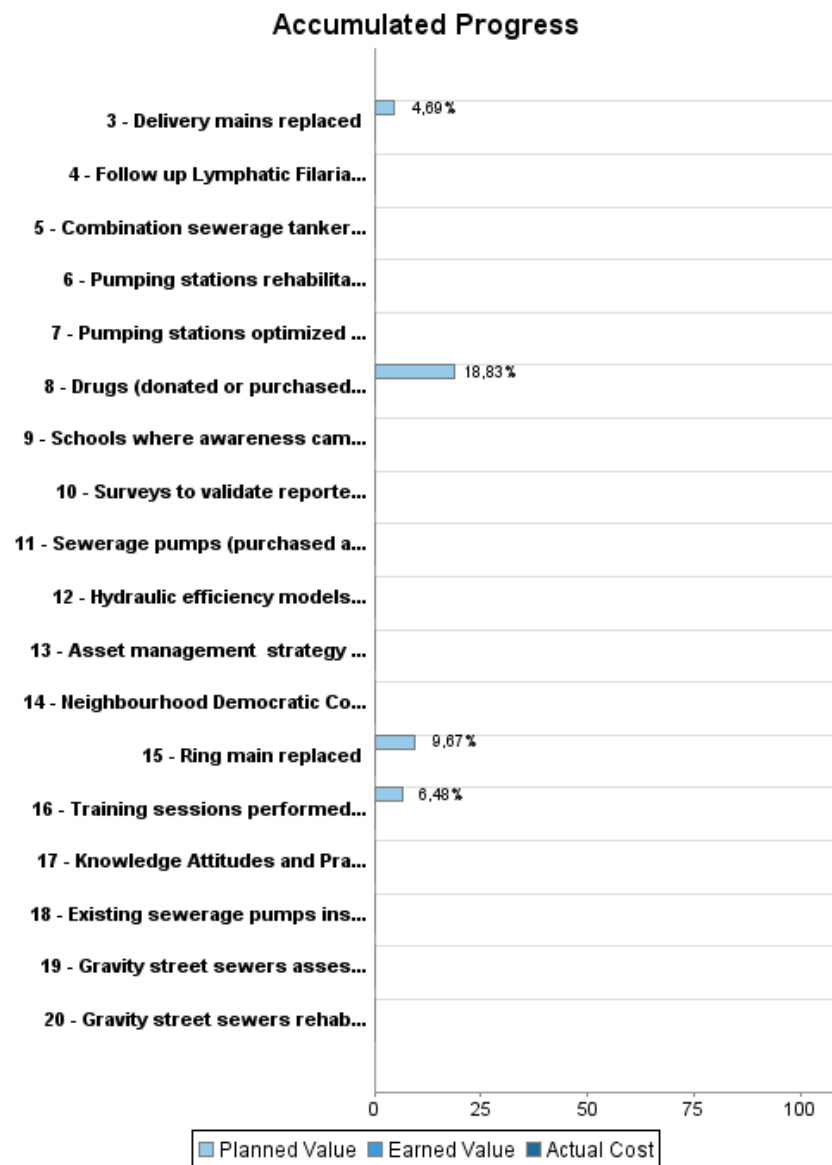 Accumulated Progress
3 - Delivery mains replaced 4,69%
4 - Follow up Lymphatic Filaria...
5 - Combination sewerage tanker...
6 - Pumping stations rehabilita...
7 - Pumping stations optimized ...
8 - Drugs (donated or purchased... 18,83%
9 - Schools where awareness cam...
10 - Surveys to validate reporte...
11 - Sewerage pumps (purchased a...
12 - Hydraulic efficiency models...
13 - Asset management  strategy ...
14 - Neighbourhood Democratic Co...
15 - Ring main replaced 9,67%
16 - Training sessions performed... 6,48%
17 - Knowledge Attitudes and Pra...
18 - Existing sewerage pumps ins...
19 - Gravity street sewers asses...
20 - Gravity street sewers rehab...
0 25 50 75 100
Planned Value Earned Value Actual Cost